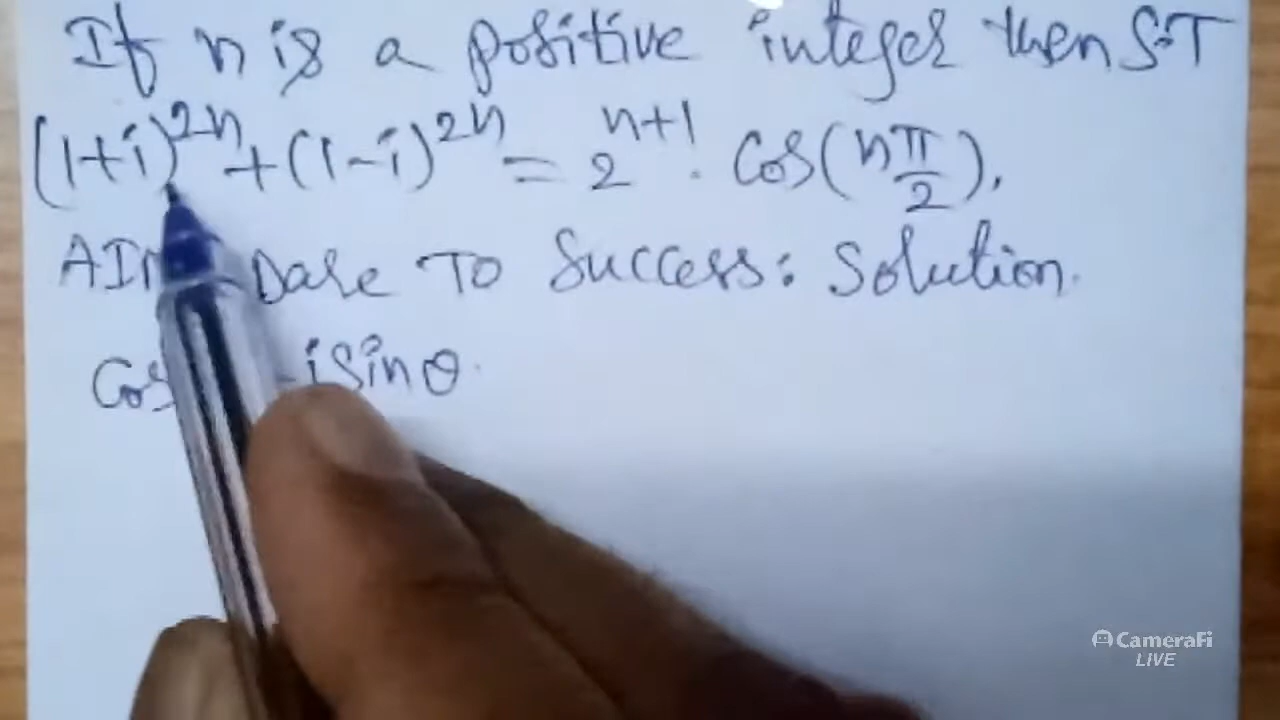 If n is a positive integer then S.T
(1+i)^2n + (1-i)^2n = 2^n+1 . Cos(nπ/2).
Dare To Success: Solution.
isinθ.
CameraFi
LIVE